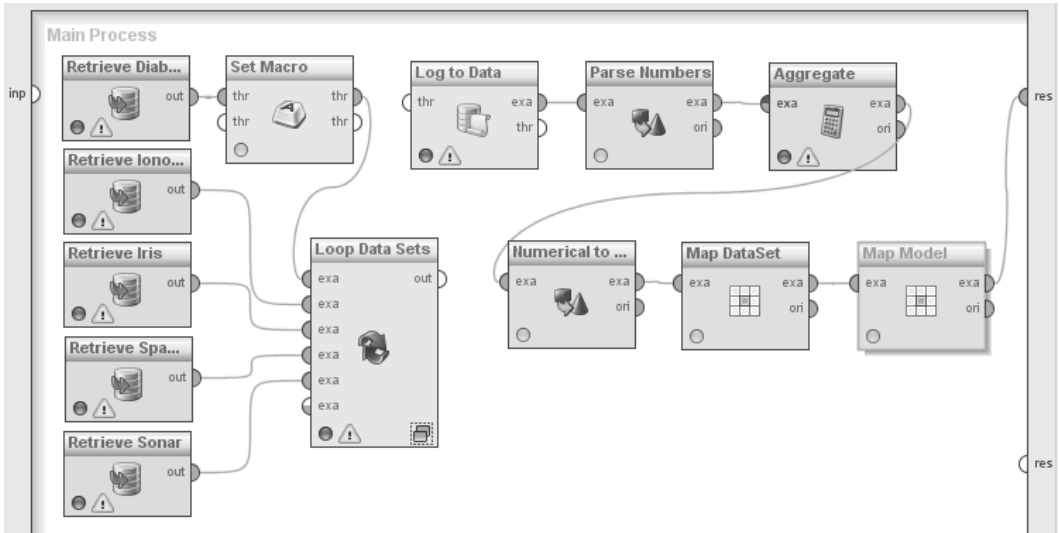 Main Process
inp
Retrieve Diab...
out
Set Macro
thr
thr
thr
thr
Log to Data
thr
exa
thr
Parse Numbers
exa
exa
ori
Aggregate
exa
exa
ori
res
Retrieve Iono...
out
Retrieve Iris
out
Retrieve Spa...
out
Retrieve Sonar
out
Loop Data Sets
exa
out
exa
exa
exa
exa
exa
Numerical to ...
exa
exa
ori
Map DataSet
exa
exa
ori
Map Model
exa
exa
ori
res